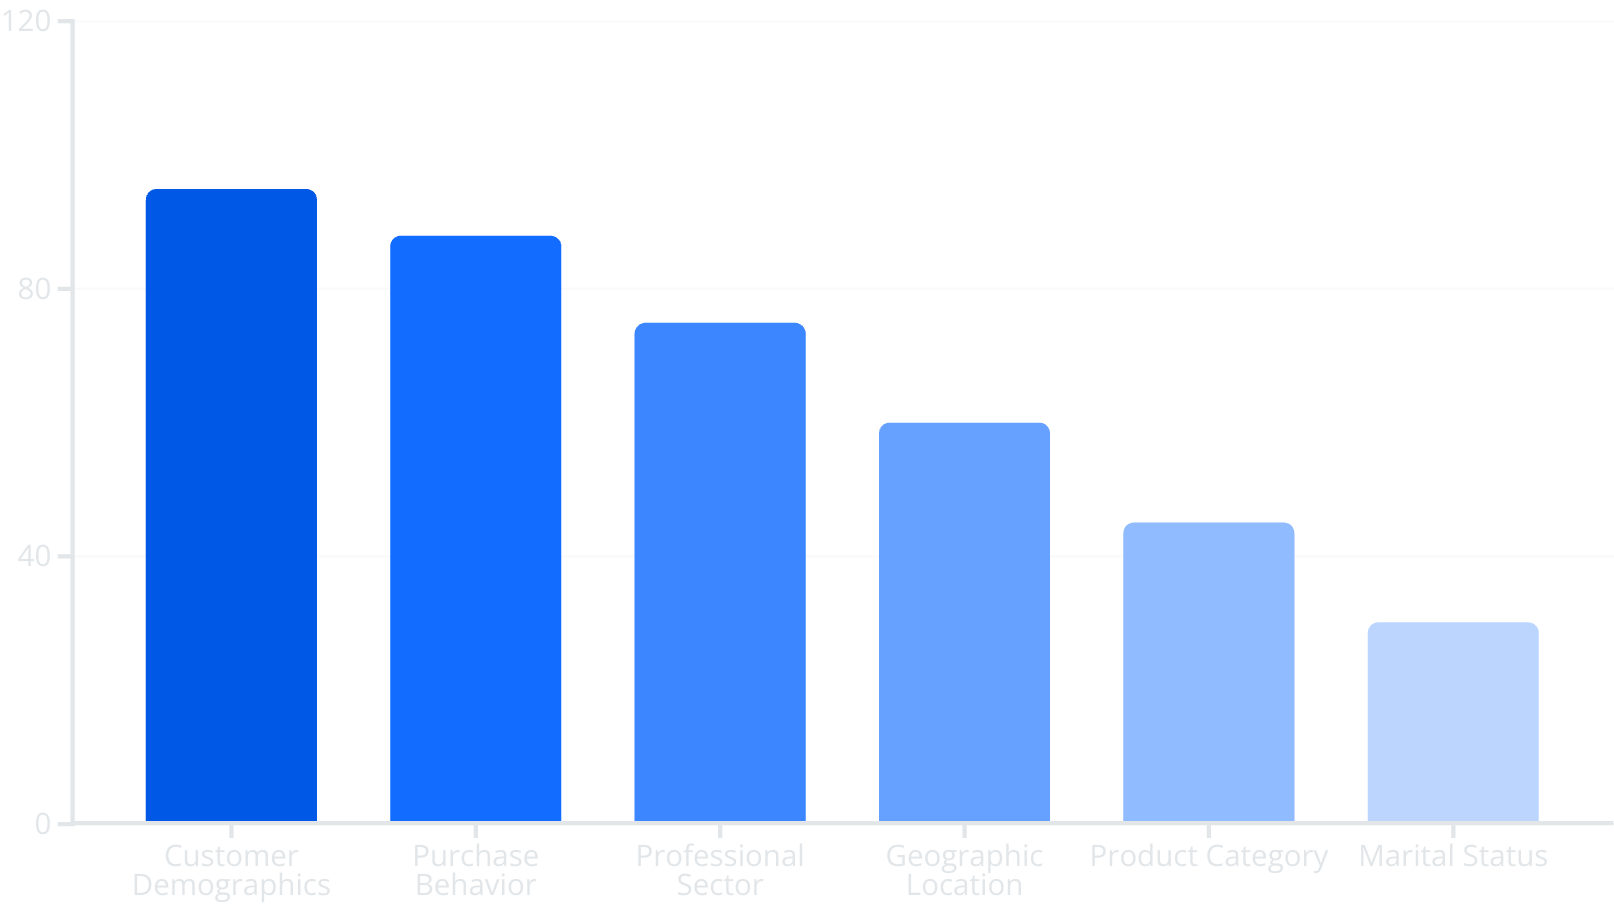 120
80
40
0
Customer
Demographics
Purchase
Behavior
Professional
Sector
Geographic
Location
Product Category
Marital Status